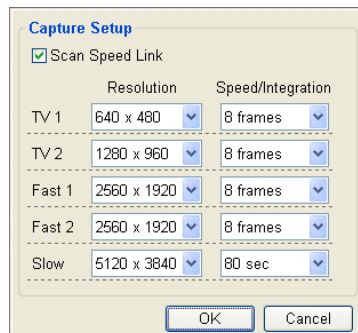 Capture Setup
Scan Speed Link
Resolution Speed/Integration
TV 1 640 x 480 8 frames
TV 2 1280 x 960 8 frames
Fast 1 2560 x 1920 8 frames
Fast 2 2560 x 1920 8 frames
Slow 5120 x 3840 80 sec
OK Cancel